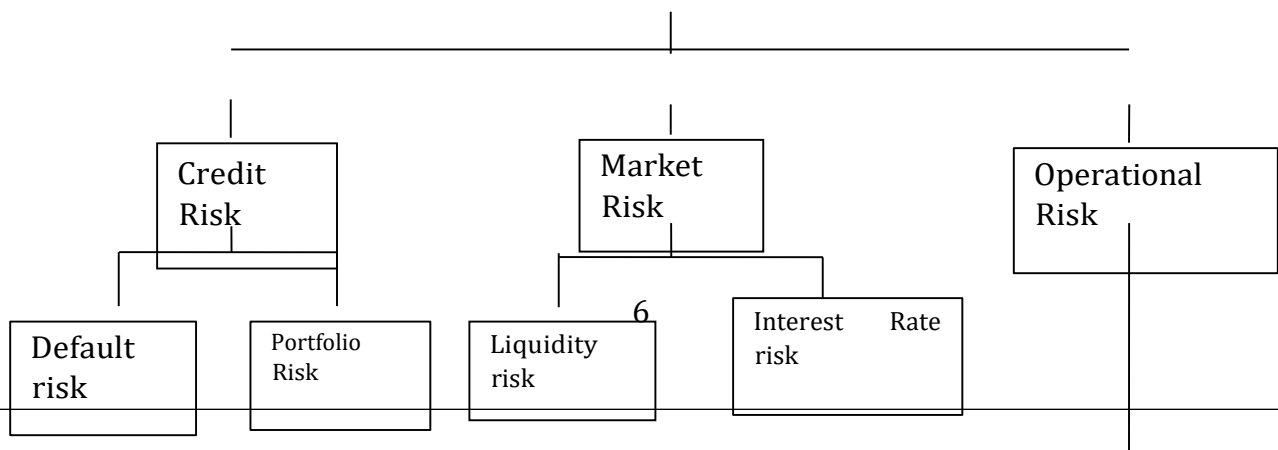 Credit
Risk
Market
Risk
Operational
Risk
6
Default
risk
Portfolio
Risk
Liquidity
risk
Interest Rate
risk